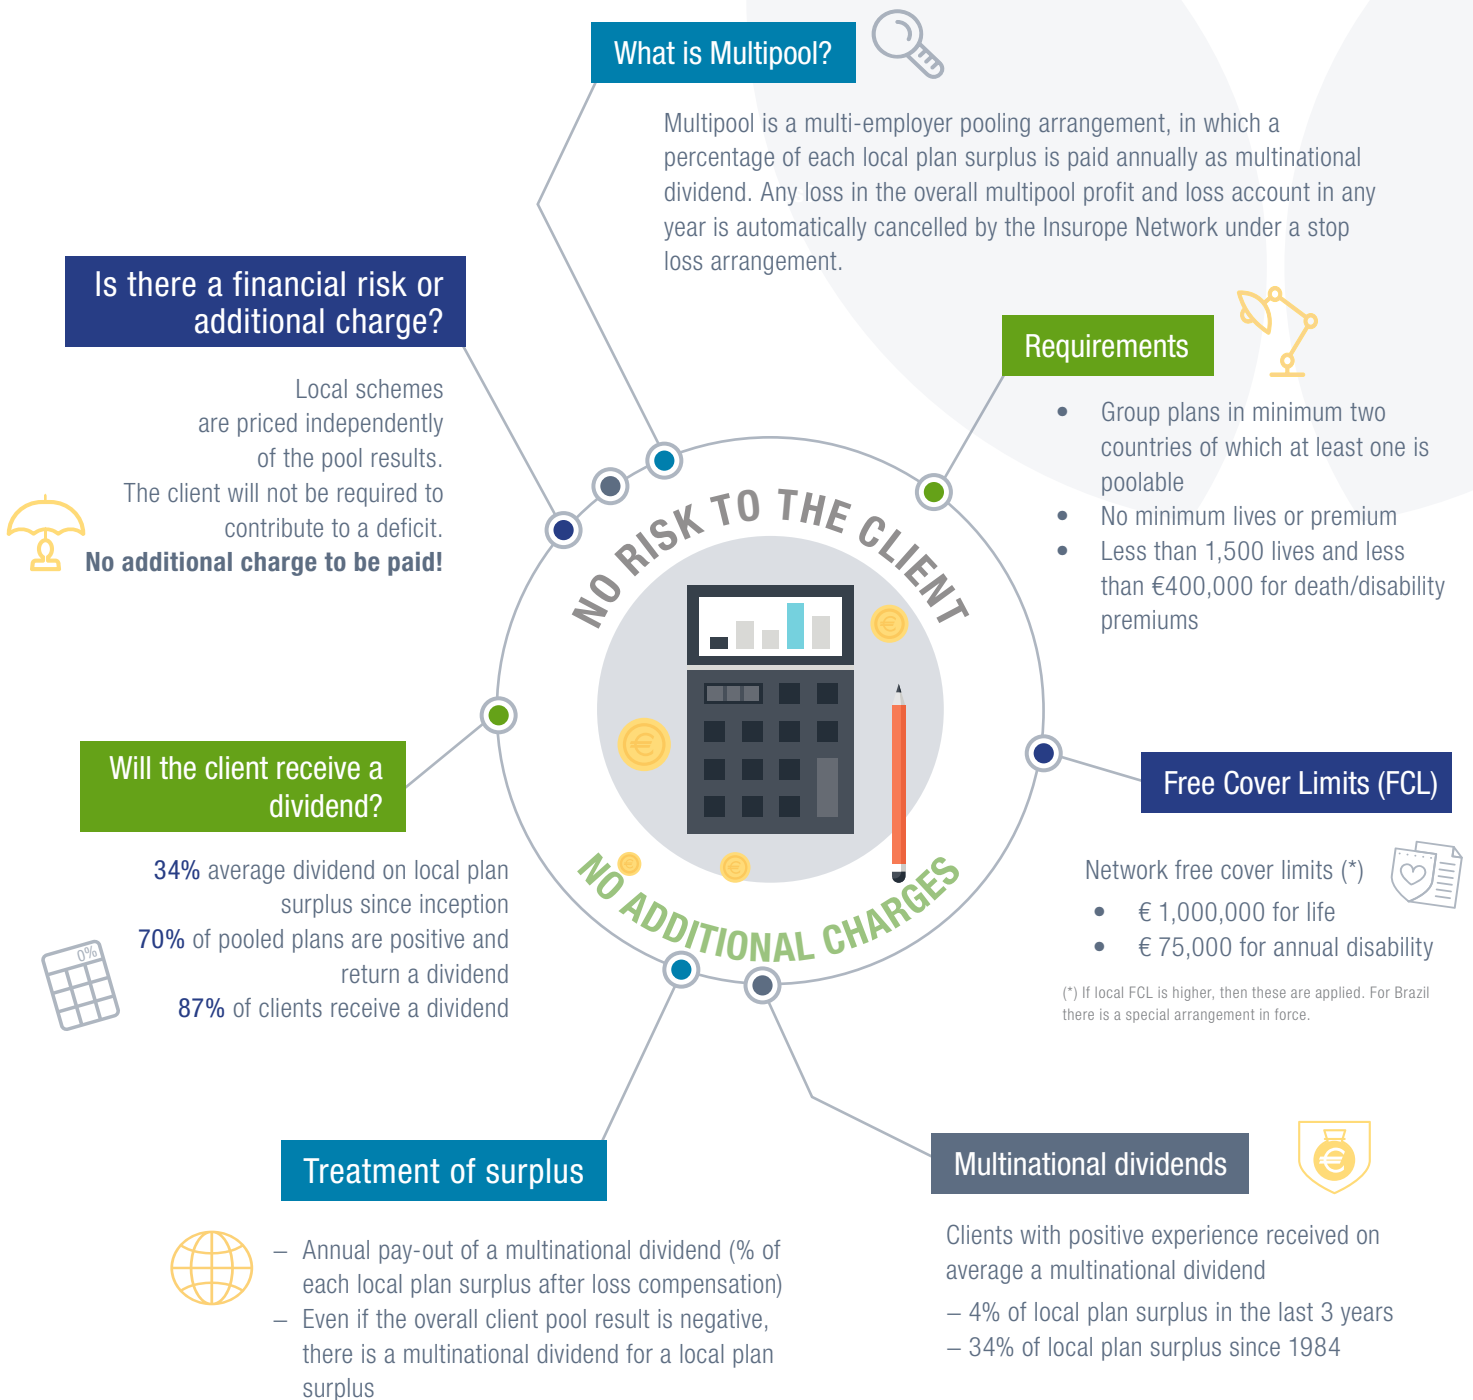 What is Multipool?
Multipool is a multi-employer pooling arrangement, in which a
percentage of each local plan surplus is paid annually as multinational
dividend. Any loss in the overall multipool profit and loss account in any
year is automatically cancelled by the Insurope Network under a stop
loss arrangement.
Is there a financial risk or
additional charge?
Local schemes
are priced independently
of the pool results.
The client will not be required to
contribute to a deficit.
No additional charge to be paid!
Requirements
• Group plans in minimum two
countries of which at least one is
poolable
• No minimum lives or premium
• Less than 1,500 lives and less
than €400,000 for death/disability
premiums
NO RISK TO THE CLIENT
€
€
€
€
NO ADDITIONAL CHARGES
Will the client receive a
dividend?
34% average dividend on local plan
surplus since inception
70% of pooled plans are positive and
return a dividend
87% of clients receive a dividend
0%
Free Cover Limits (FCL)
Network free cover limits (*)
• € 1,000,000 for life
• € 75,000 for annual disability
(*) If local FCL is higher, then these are applied. For Brazil
there is a special arrangement in force.
Treatment of surplus
– Annual pay-out of a multinational dividend (% of
each local plan surplus after loss compensation)
– Even if the overall client pool result is negative,
there is a multinational dividend for a local plan
surplus
Multinational dividends
€
Clients with positive experience received on
average a multinational dividend
– 4% of local plan surplus in the last 3 years
– 34% of local plan surplus since 1984